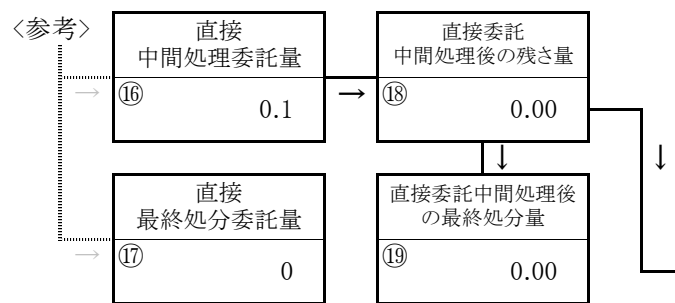 〈参考〉
直接
中間処理委託量
⑯
0.1
→
→
直接委託
中間処理後の残さ量
⑱
0.00
↓
↓
直接
最終処分委託量
⑰
0
→
直接委託中間処理後
の最終処分量
⑲
0.00